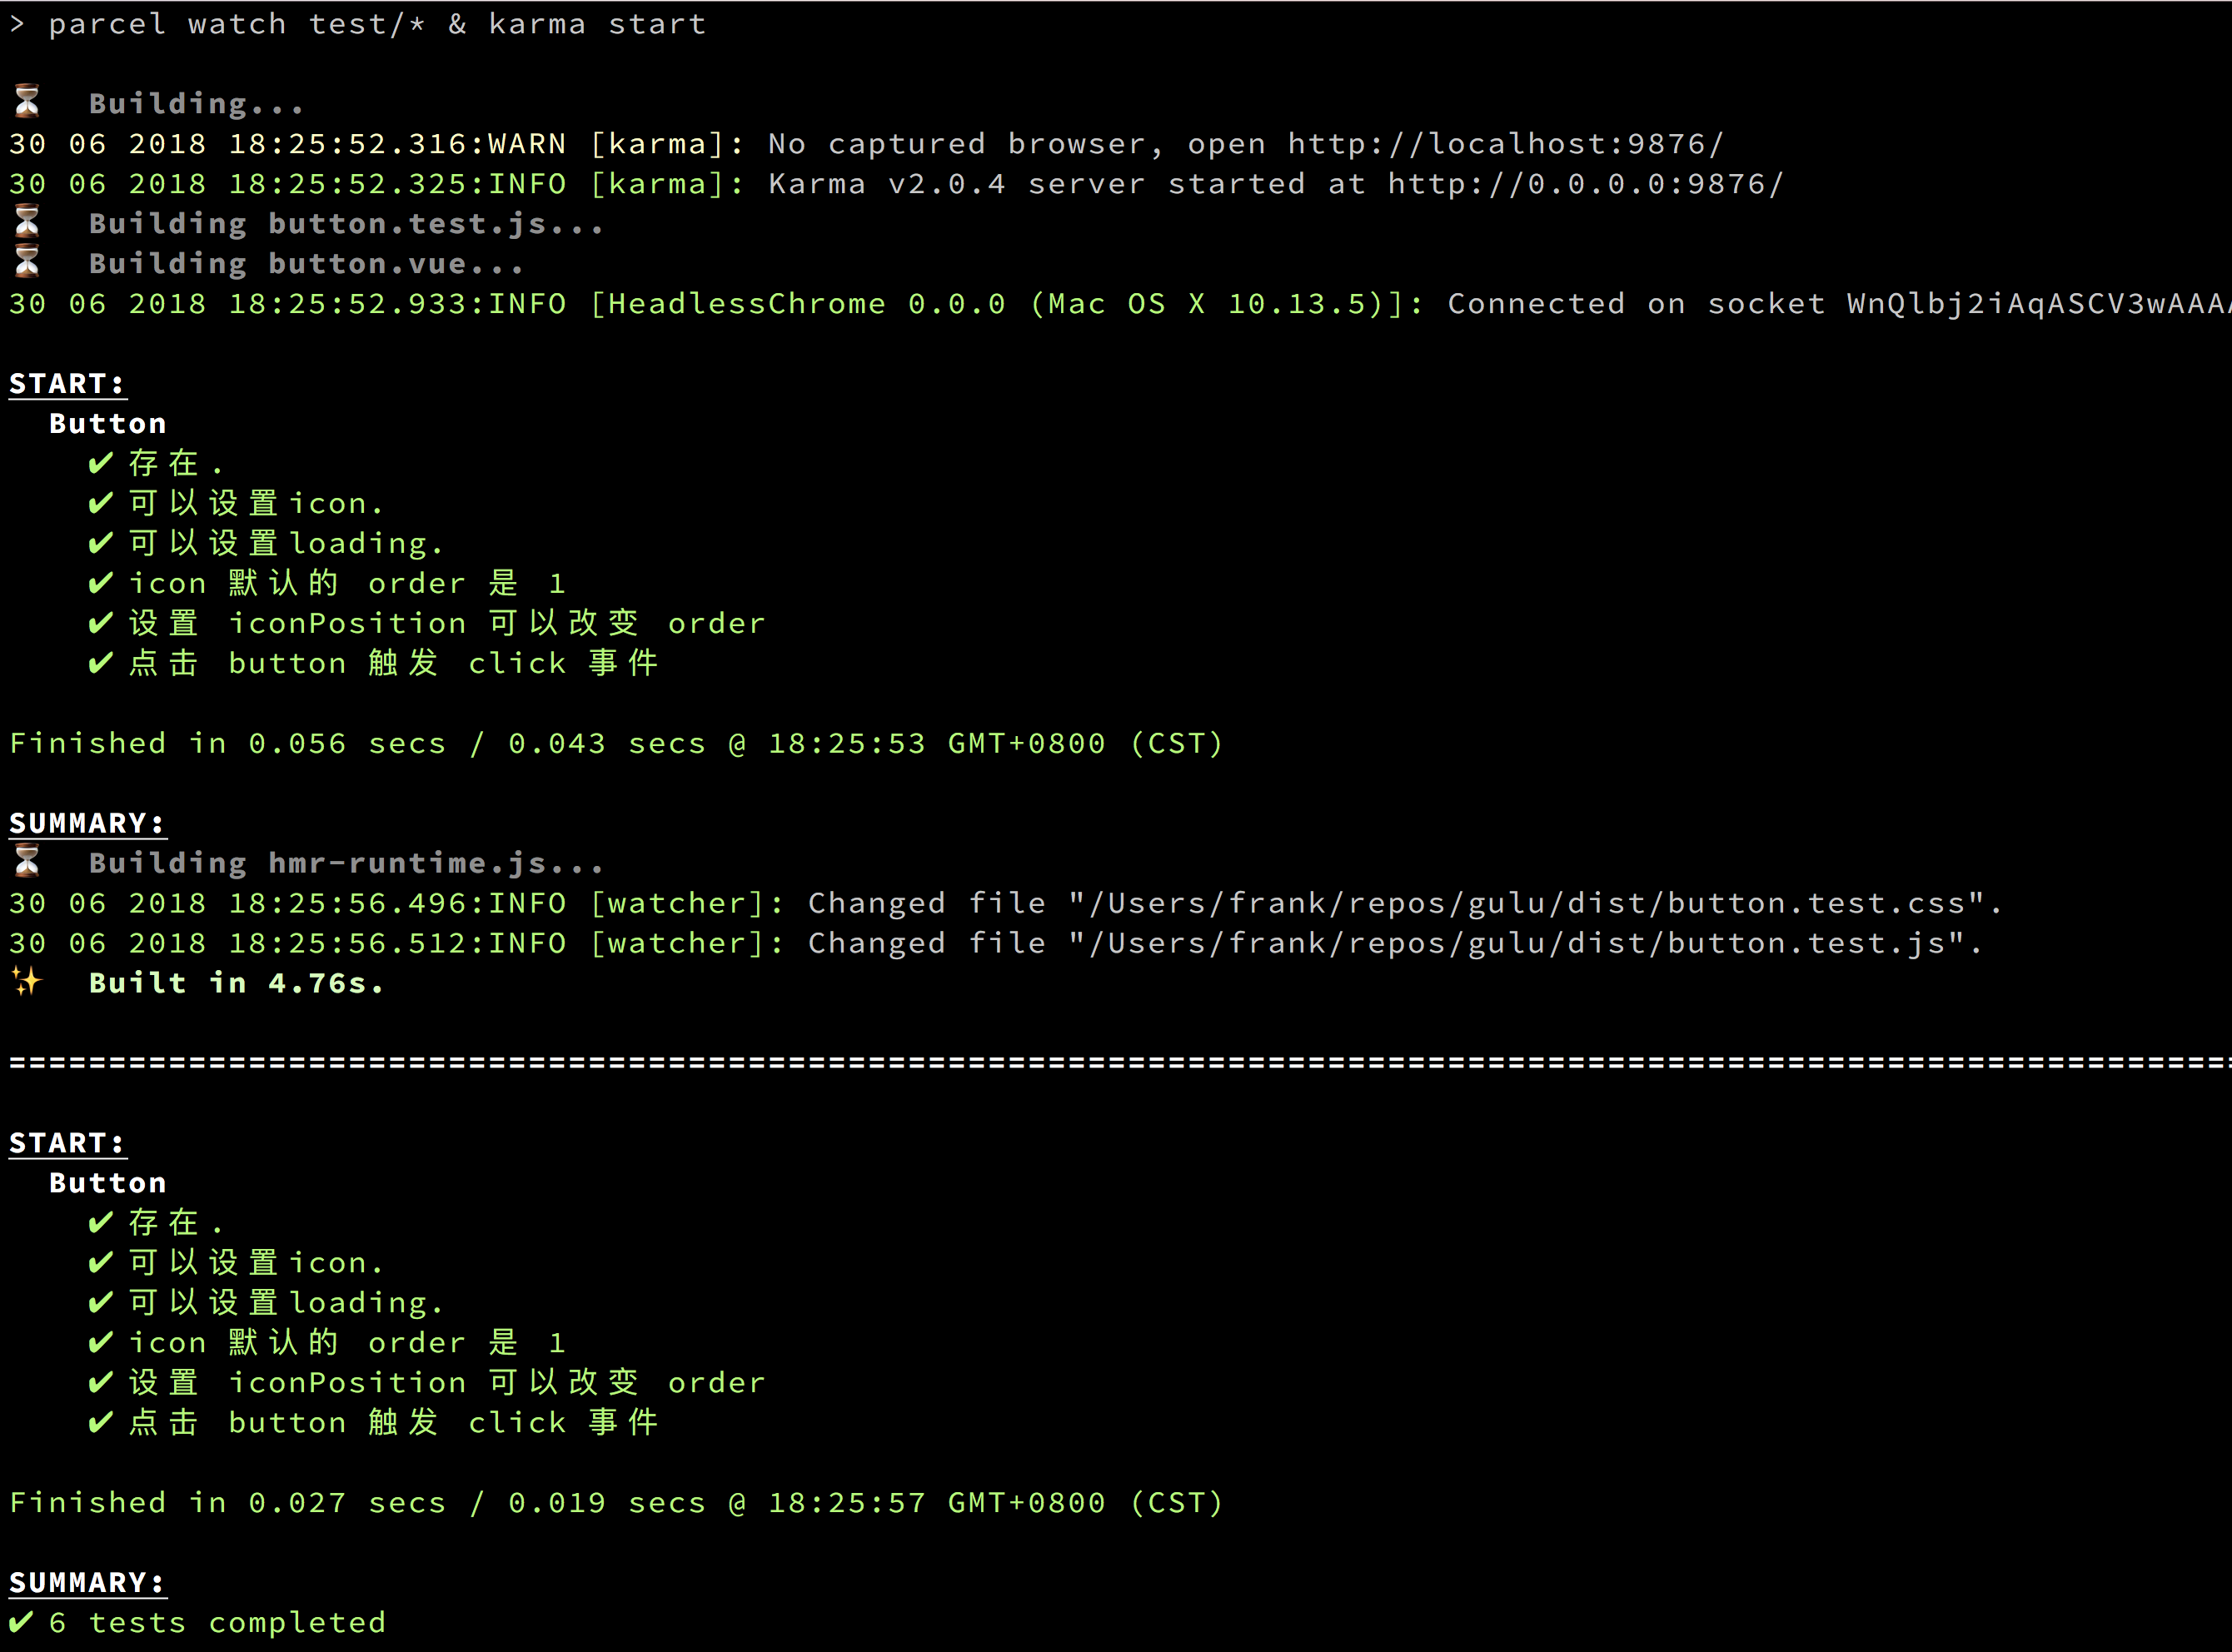 > parcel watch test/* & karma start
⏳ Building...
30 06 2018 18:25:52.316:WARN [karma]: No captured browser, open http://localhost:9876/
30 06 2018 18:25:52.325:INFO [karma]: Karma v2.0.4 server started at http://0.0.0.0:9876/
⏳ Building button.test.js...
⏳ Building button.vue...
30 06 2018 18:25:52.933:INFO [HeadlessChrome 0.0.0 (Mac OS X 10.13.5)]: Connected on socket WnQlbj2iAqASCV3wAAAA
START:
Button
✔ 存在.
✔ 可以设置icon.
✔ 可以设置loading.
✔ icon 默认的 order 是 1
✔ 设置 iconPosition 可以改变 order
✔ 点击 button 触发 click 事件
Finished in 0.056 secs / 0.043 secs @ 18:25:53 GMT+0800 (CST)
SUMMARY:
⏳ Building hmr-runtime.js...
30 06 2018 18:25:56.496:INFO [watcher]: Changed file "/Users/frank/repos/gulu/dist/button.test.css".
30 06 2018 18:25:56.512:INFO [watcher]: Changed file "/Users/frank/repos/gulu/dist/button.test.js".
✨ Built in 4.76s.
================================================================================================================
START:
Button
✔ 存在.
✔ 可以设置icon.
✔ 可以设置loading.
✔ icon 默认的 order 是 1
✔ 设置 iconPosition 可以改变 order
✔ 点击 button 触发 click 事件
Finished in 0.027 secs / 0.019 secs @ 18:25:57 GMT+0800 (CST)
SUMMARY:
✔ 6 tests completed